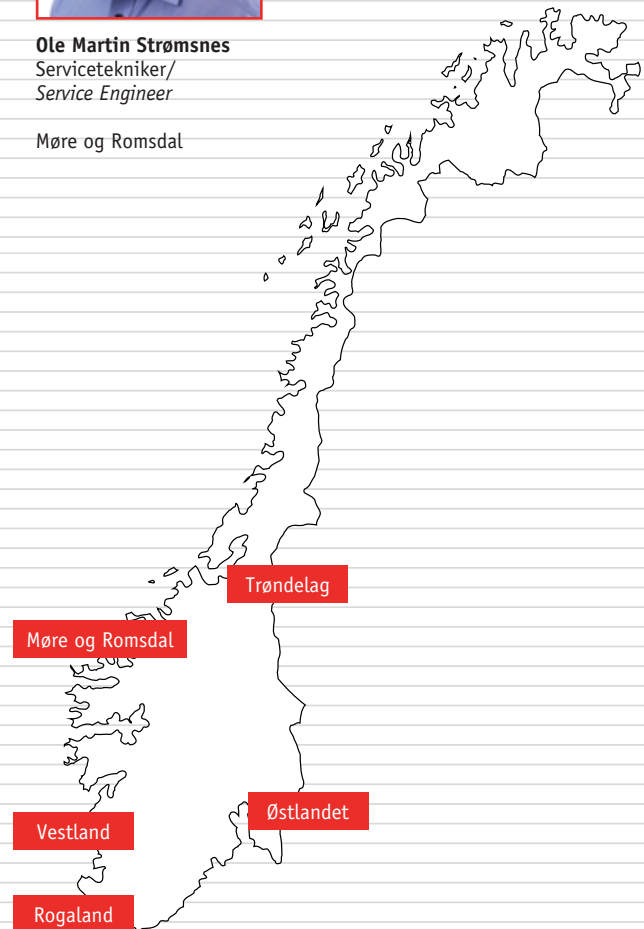 Ole Martin Strømsnes
Servicetekniker/
Service Engineer
Møre og Romsdal
Trøndelag
Møre og Romsdal
Østlandet
Vestland
Rogaland